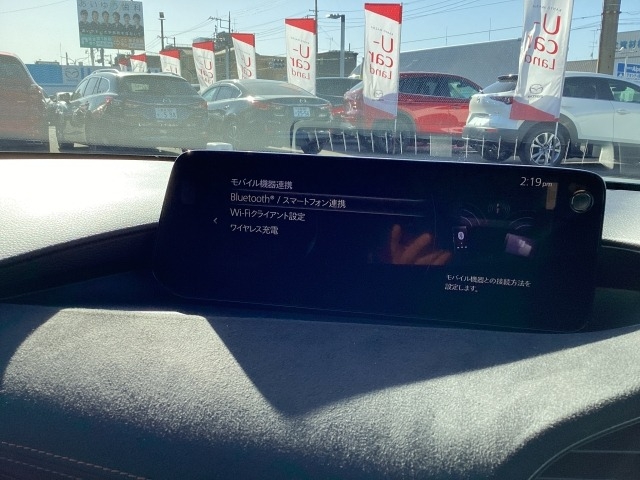 U-
car
Land
U-
car
Land
U-
car
Land
モバイル機器連携
2:19pm
Bluetooth® / スマートフォン連携
Wi-Fiクライアント設定
ワイヤレス充電
モバイル機器との接続方法を
設定します。